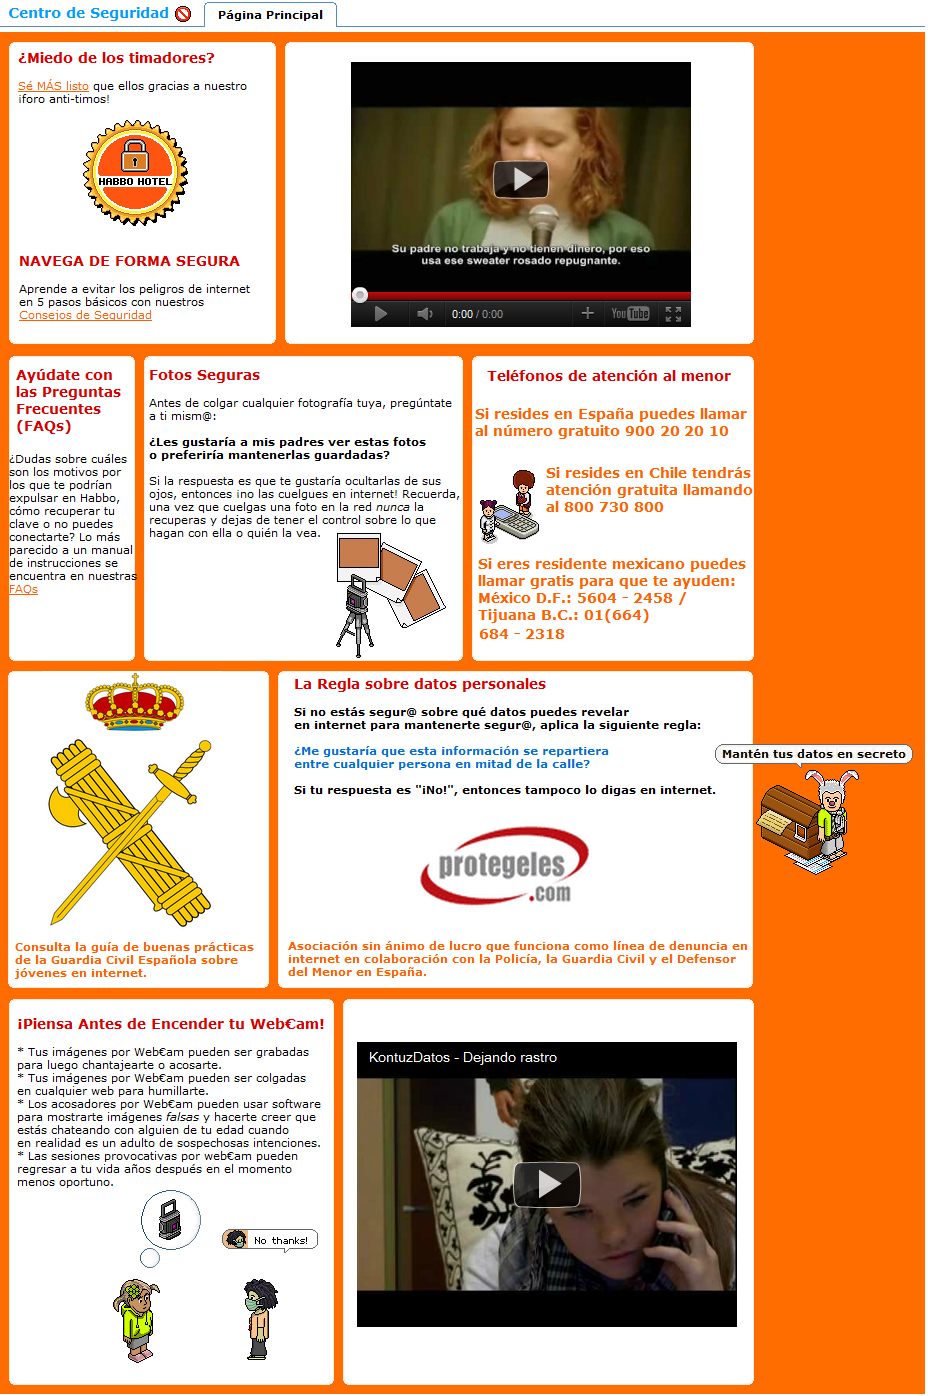 Centro de Seguridad
Página Principal
¿Miedo de los timadores?
Sé MÁS listo que ellos gracias a nuestro
¡foro anti-timos!
HABBO HOTEL
NAVEGA DE FORMA SEGURA
Aprende a evitar los peligros de internet
en 5 pasos básicos con nuestros
Consejos de Seguridad
Su padre no trabaja y no tienen dinero, por eso
usa ese sweater rosado repugnante.
0:00 / 0:00
YouTube
Ayúdate con
las Preguntas
Frecuentes
(FAQs)
¿Dudas sobre cuáles
son los motivos por
los que te podrían
expulsar en Habbo,
cómo recuperar tu
clave o no puedes
conectarte? Lo más
parecido a un manual
de instrucciones se
encuentra en nuestras
FAQs
Fotos Seguras
Antes de colgar cualquier fotografía tuya, pregúntate
a ti mism@:
¿Les gustaría a mis padres ver estas fotos
o preferiría mantenerlas guardadas?
Si la respuesta es que te gustaría ocultarlas de sus
ojos, entonces ¡no las cuelgues en internet! Recuerda,
una vez que cuelgas una foto en la red nunca la
recuperas y dejas de tener el control sobre lo que
hagan con ella o quién la vea.
Teléfonos de atención al menor
Si resides en España puedes llamar
al número gratuito 900 20 20 10
Si resides en Chile tendrás
atención gratuita llamando
al 800 730 800
Si eres residente mexicano puedes
llamar gratis para que te ayuden:
México D.F.: 5604 - 2458 /
Tijuana B.C.: 01(664)
684 - 2318
Consulta la guía de buenas prácticas
de la Guardia Civil Española sobre
jóvenes en internet.
La Regla sobre datos personales
Si no estás segur@ sobre qué datos puedes revelar
en internet para mantenerte segur@, aplica la siguiente regla:
¿Me gustaría que esta información se repartiera
entre cualquier persona en mitad de la calle?
Si tu respuesta es "¡No!", entonces tampoco lo digas en internet.
protegeles
.com
Asociación sin ánimo de lucro que funciona como línea de denuncia en
internet en colaboración con la Policía, la Guardia Civil y el Defensor
del Menor en España.
Mantén tus datos en secreto
¡Piensa Antes de Encender tu Web€am!
* Tus imágenes por Web€am pueden ser grabadas
para luego chantajearte o acosarte.
* Tus imágenes por Web€am pueden ser colgadas
en cualquier web para humillarte.
* Los acosadores por Web€am pueden usar software
para mostrarte imágenes falsas y hacerte creer que
estás chateando con alguien de tu edad cuando
en realidad es un adulto de sospechosas intenciones.
* Las sesiones provocativas por web€am pueden
regresar a tu vida años después en el momento
menos oportuno.
No thanks!
KontuzDatos - Dejando rastro